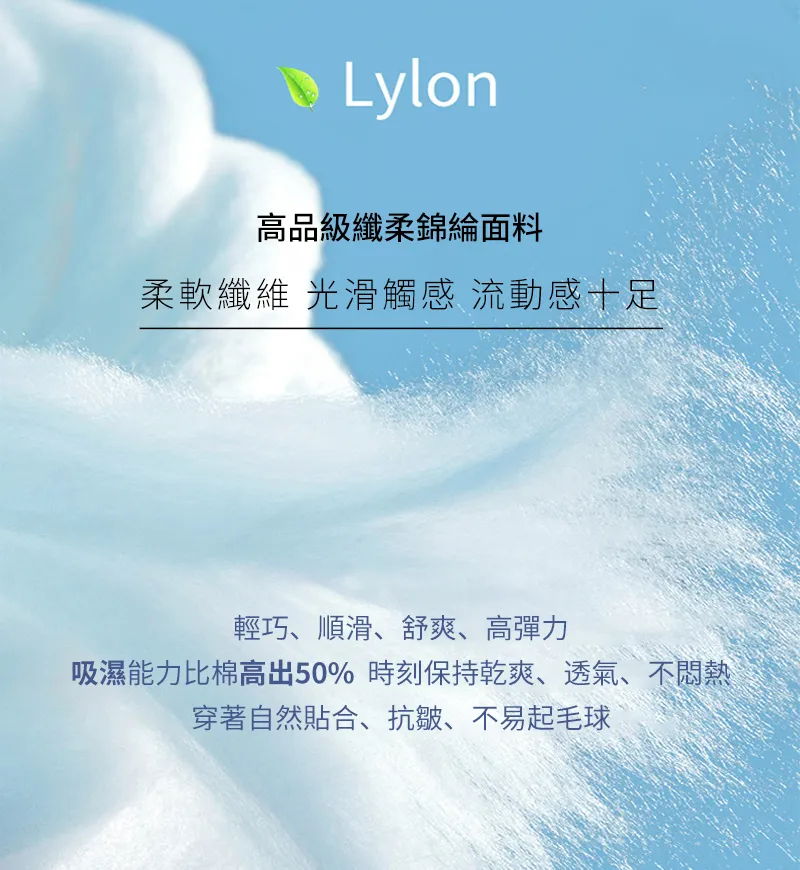 Lylon
高品級纖柔錦綸面料
柔軟纖維 光滑觸感 流動感十足
輕巧、順滑、舒爽、高彈力
吸濕能力比棉高出50% 時刻保持乾爽、透氣、不悶熱
穿著自然貼合、抗皺、不易起毛球